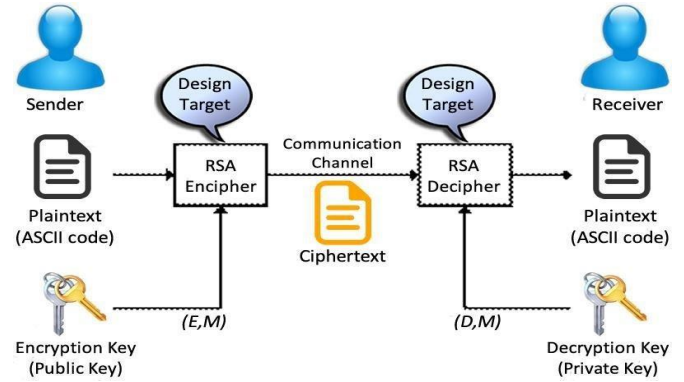 Sender
Design
Target
Design
Target
Receiver
RSA
Encipher
Communication
Channel
RSA
Decipher
Plaintext
(ASCII code)
Ciphertext
Plaintext
(ASCII code)
(E,M)
(D,M)
Encryption Key
(Public Key)
Decryption Key
(Private Key)